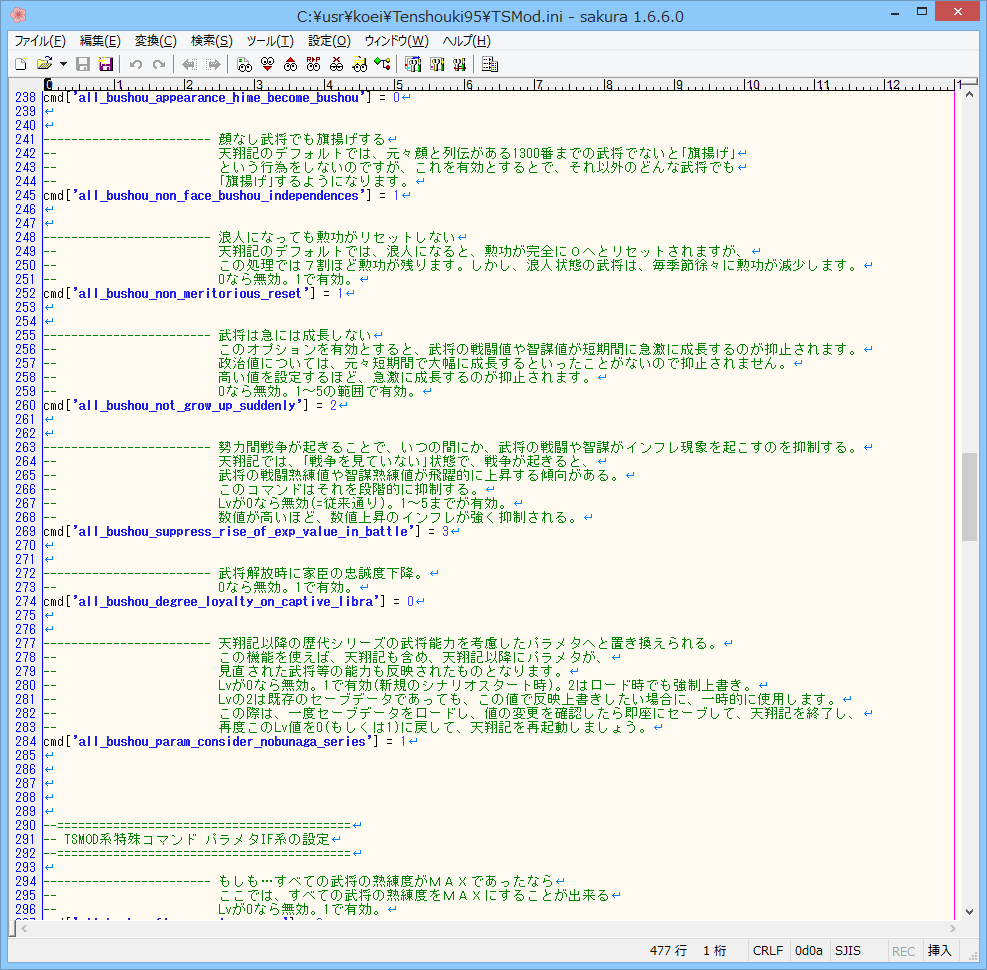 C:¥usr¥koei¥Tenshouki95¥TSMod.ini - sakura 1.6.6.0
ファイル(F) 編集(E) 変換(C) 検索(S) ツール(T) 設定(O) ウィンドウ(W) ヘルプ(H)
0 1 2 3 4 5 6 7 8 9 10 11 12 1
238 cmd['all_bushou_appearance_hime_become_bushou'] = 0↵
239 ↵
240 ↵
241 ------------------------ 顔なし武将でも旗揚げする↵
242 -- 天翔記のデフォルトでは、元々顔と列伝がある1300番までの武将でないと｢旗揚げ｣↵
243 -- という行為をしないのですが、これを有効とするとで、それ以外のどんな武将でも↵
244 -- ｢旗揚げ｣するようになります。↵
245 cmd['all_bushou_non_face_bushou_independences'] = 1↵
246 ↵
247 ↵
248 ------------------------ 浪人になっても勲功がリセットしない↵
249 -- 天翔記のデフォルトでは、浪人になると、勲功が完全に０へとリセットされますが、↵
250 -- この処理では７割ほど勲功が残ります。しかし、浪人状態の武将は、毎季節徐々に勲功が減少します。↵
251 -- 0なら無効。1で有効。↵
252 cmd['all_bushou_non_meritorious_reset'] = 1↵
253 ↵
254 ↵
255 ------------------------ 武将は急には成長しない↵
256 -- このオプションを有効とすると、武将の戦闘値や智謀値が短期間に急激に成長するのが抑止されます。↵
257 -- 政治値については、元々短期間で大幅に成長するといったことがないので抑止されません。↵
258 -- 高い値を設定するほど、急激に成長するのが抑止されます。↵
259 -- 0なら無効。1～5の範囲で有効。↵
260 cmd['all_bushou_not_grow_up_suddenly'] = 2↵
261 ↵
262 ↵
263 ------------------------ 勢力間戦争が起きることで、いつの間にか、武将の戦闘や智謀がインフレ現象を起こすのを抑制する。↵
264 -- 天翔記では、｢戦争を見ていない｣状態で、戦争が起きると、↵
265 -- 武将の戦闘熟練値や智謀熟練値が飛躍的に上昇する傾向がある。↵
266 -- このコマンドはそれを段階的に抑制する。↵
267 -- Lvが0なら無効(=従来通り)。1～5までが有効。↵
268 -- 数値が高いほど、数値上昇のインフレが強く抑制される。↵
269 cmd['all_bushou_suppress_rise_of_exp_value_in_battle'] = 3↵
270 ↵
271 ↵
272 ------------------------ 武将解放時に家臣の忠誠度下降。↵
273 -- 0なら無効。1で有効。↵
274 cmd['all_bushou_degree_loyalty_on_captive_libra'] = 0↵
275 ↵
276 ↵
277 ------------------------ 天翔記以降の歴代シリーズの武将能力を考慮したパラメタへと置き換えられる。↵
278 -- この機能を使えば、天翔記も含め、天翔記以降にパラメタが、↵
279 -- 見直された武将等の能力も反映されたものとなります。↵
280 -- Lvが0なら無効。1で有効(新規のシナリオスタート時)。2はロード時でも強制上書き。↵
281 -- Lvの2は既存のセーブデータであっても、この値で反映上書きしたい場合に、一時的に使用します。↵
282 -- この際は、一度セーブデータをロードし、値の変更を確認したら即座にセーブして、天翔記を終了し、↵
283 -- 再度このLv値を0(もしくは1)に戻して、天翔記を再起動しましょう。↵
284 cmd['all_bushou_param_consider_nobunaga_series'] = 1↵
285 ↵
286 ↵
287 ↵
288 ↵
289 ↵
290 --==========================================↵
291 -- TSMOD系特殊コマンド パラメタIF系の設定↵
292 --==========================================↵
293 ↵
294 ------------------------ もしも…すべての武将の熟練度がＭＡＸであったなら↵
295 -- ここでは、すべての武将の熟練度をＭＡＸにすることが出来る↵
296 -- Lvが0なら無効。1で有効。↵
477 行 1 桁 CRLF 0d0a SJIS REC 挿入